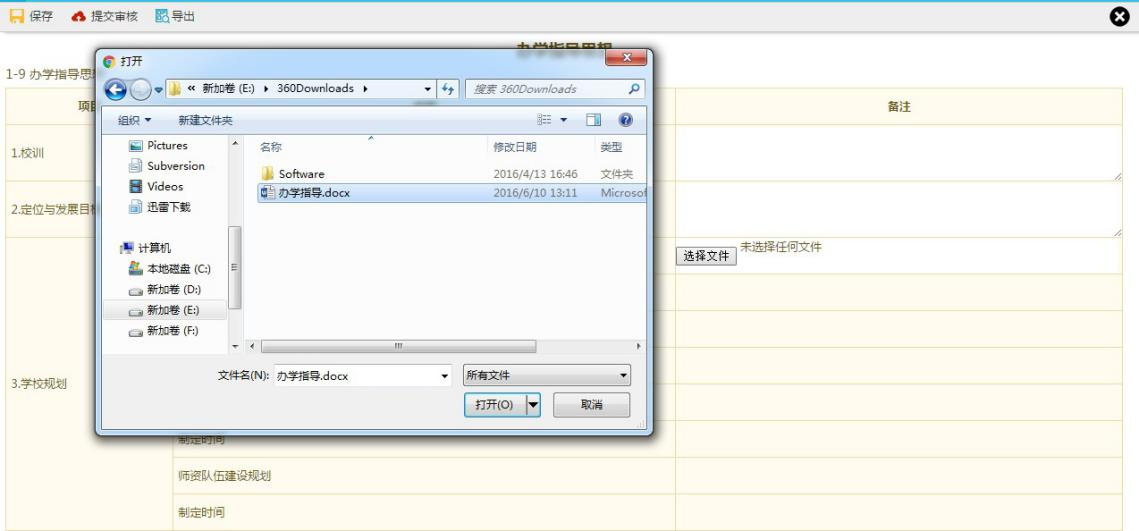 保存 提交审核 导出
办学指导思想
1-9 办学指导思想
项目 备注
1.校训
2.定位与发展目标
选择文件 未选择任何文件
3.学校规划
制定时间
师资队伍建设规划
制定时间
打开
« 新加卷 (E:) 360Downloads
搜索 360Downloads
组织 新建文件夹
Pictures
Subversion
Videos
迅雷下载
计算机
本地磁盘 (C:)
新加卷 (D:)
新加卷 (E:)
新加卷 (F:)
名称 修改日期 类型
Software 2016/4/13 16:46 文件夹
办学指导.docx 2016/6/10 13:11 Microsof
文件名(N): 办学指导.docx 所有文件
打开(O) 取消